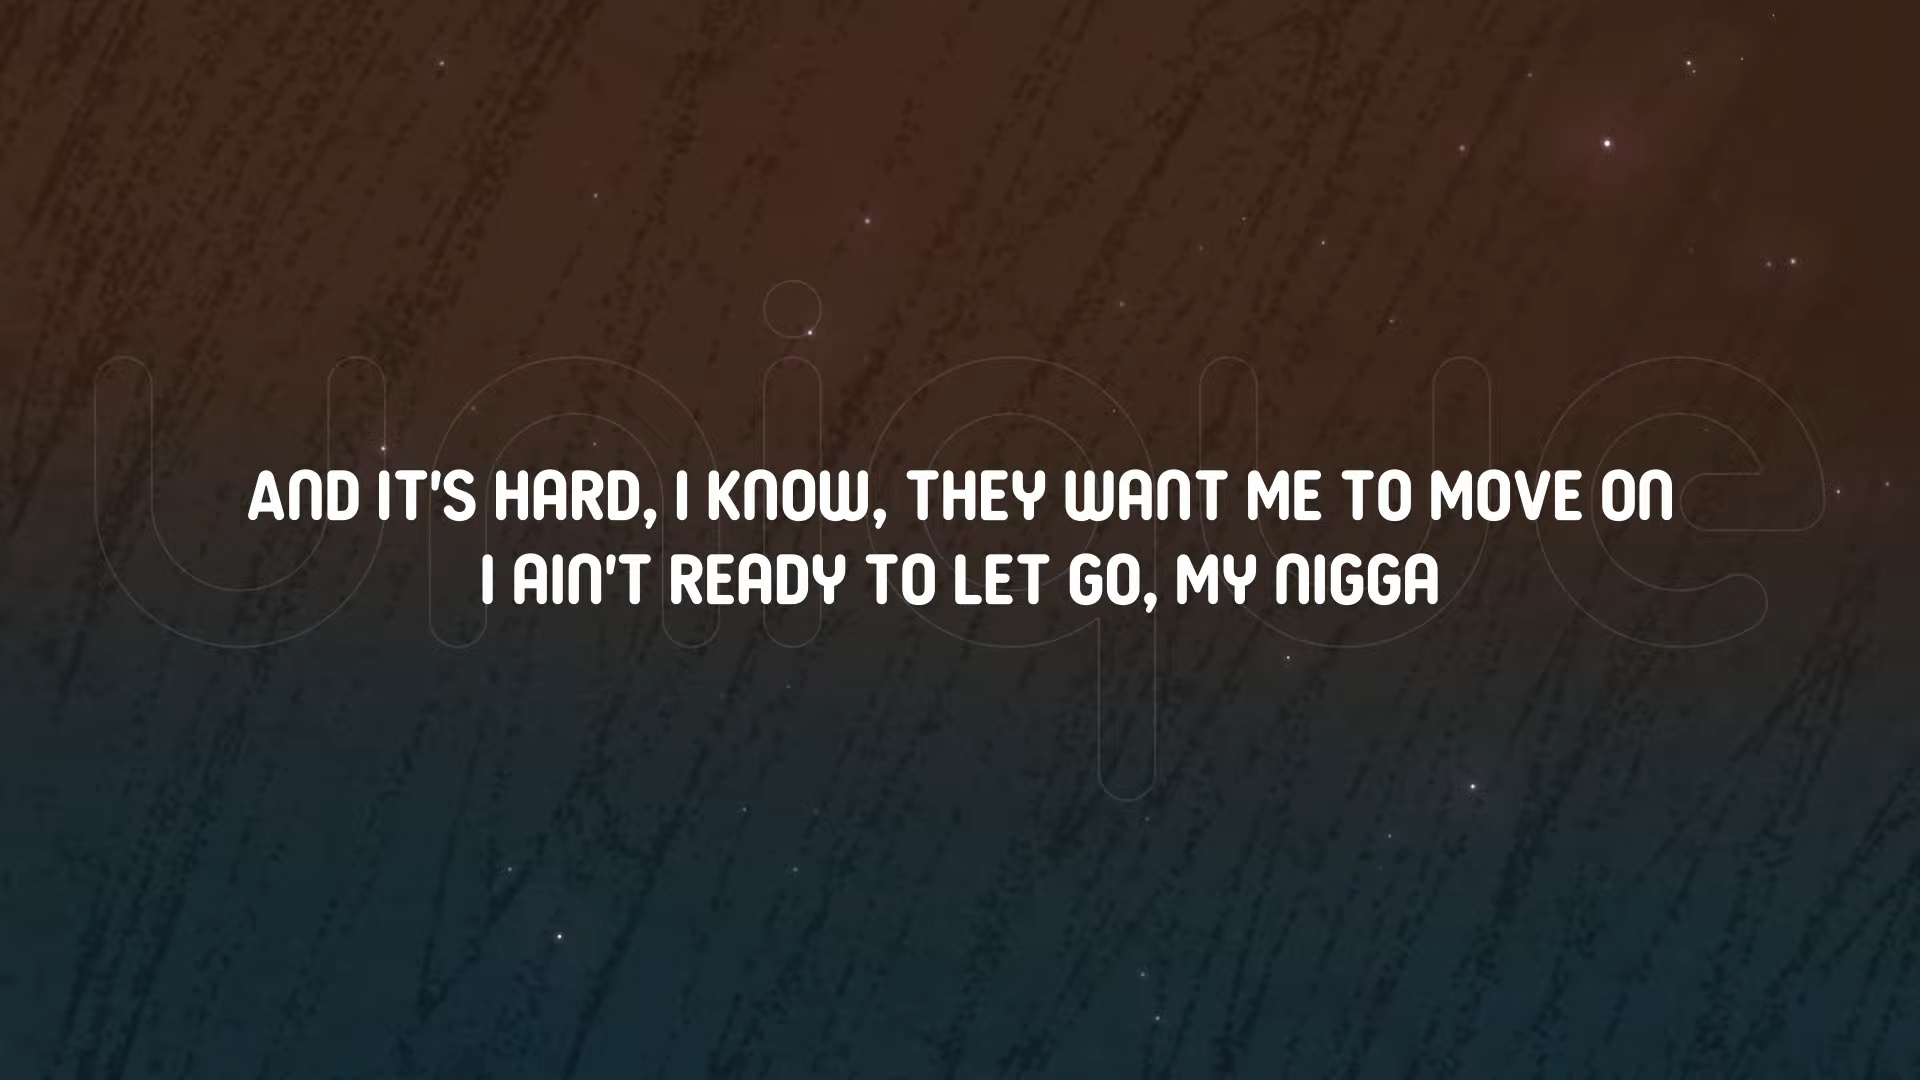 unique
AND IT'S HARD, I KNOW, THEY WANT ME TO MOVE ON
I AIN'T READY TO LET GO, MY NIGGA